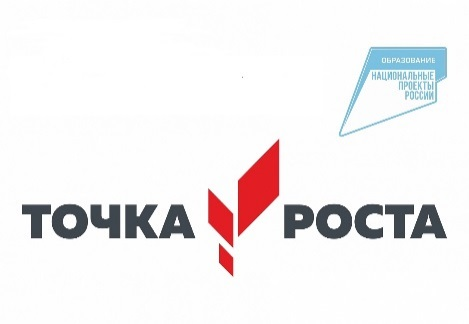 ОБРАЗОВАНИЕ
НАЦИОНАЛЬНЫЕ
ПРОЕКТЫ
РОССИИ
ТОЧКА РОСТА